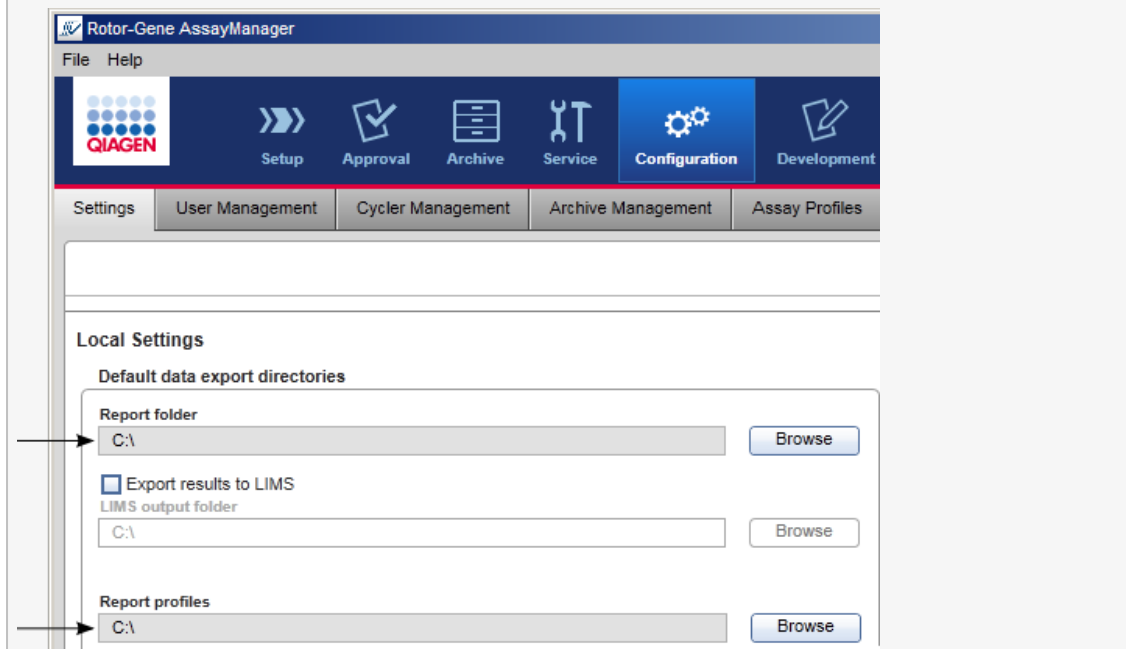 Rotor-Gene AssayManager
File Help
QIAGEN
Setup Approval Archive Service Configuration Development
Settings User Management Cycler Management Archive Management Assay Profiles
Local Settings
Default data export directories
Report folder
C:\ Browse
Export results to LIMS
LIMS output folder
C:\ Browse
Report profiles
C:\ Browse